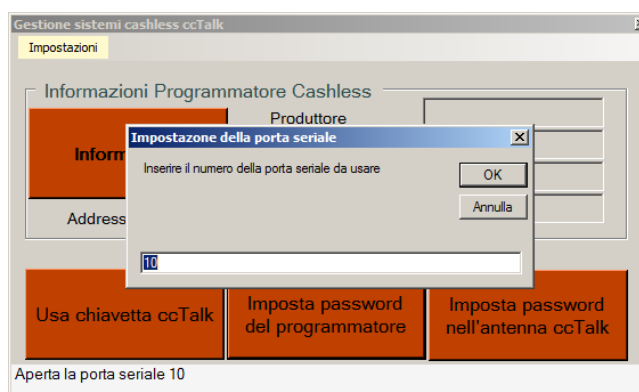 Gestione sistemi cashless ccTalk
Impostazioni
Informazioni Programmatore Cashless
Produttore
Impostazone della porta seriale
Inserire il numero della porta seriale da usare
OK
Annulla
Inform
Address
10
Usa chiavetta ccTalk
Imposta password
del programmatore
Imposta password
nell'antenna ccTalk
Aperta la porta seriale 10